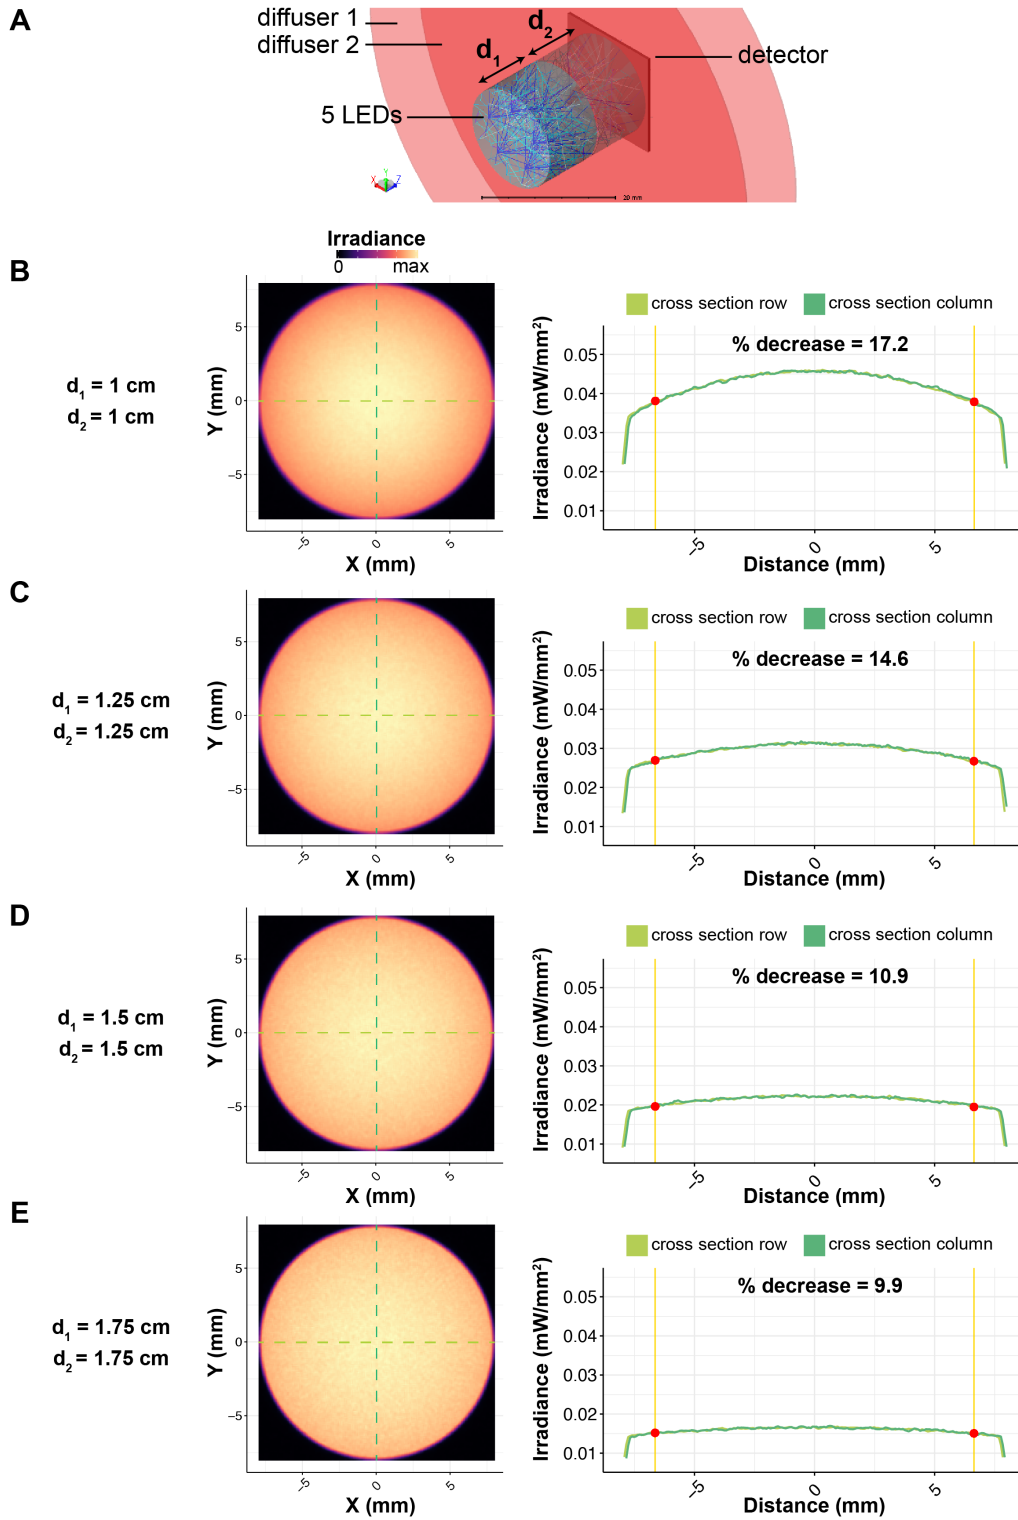 A
diffuser 1
diffuser 2
d1
d2
detector
5 LEDs
X
Y
Z
20 mm
B
Irradiance
0 max
d1 = 1 cm
d2 = 1 cm
Y (mm)
5
0
–5
–5 0 5
X (mm)
cross section row cross section column
% decrease = 17.2
Irradiance (mW/mm²)
0.05
0.04
0.03
0.02
0.01
–5 0 5
Distance (mm)
C
d1 = 1.25 cm
d2 = 1.25 cm
Y (mm)
5
0
–5
–5 0 5
X (mm)
cross section row cross section column
% decrease = 14.6
Irradiance (mW/mm²)
0.05
0.04
0.03
0.02
0.01
–5 0 5
Distance (mm)
D
d1 = 1.5 cm
d2 = 1.5 cm
Y (mm)
5
0
–5
–5 0 5
X (mm)
cross section row cross section column
% decrease = 10.9
Irradiance (mW/mm²)
0.05
0.04
0.03
0.02
0.01
–5 0 5
Distance (mm)
E
d1 = 1.75 cm
d2 = 1.75 cm
Y (mm)
5
0
–5
–5 0 5
X (mm)
cross section row cross section column
% decrease = 9.9
Irradiance (mW/mm²)
0.05
0.04
0.03
0.02
0.01
–5 0 5
Distance (mm)